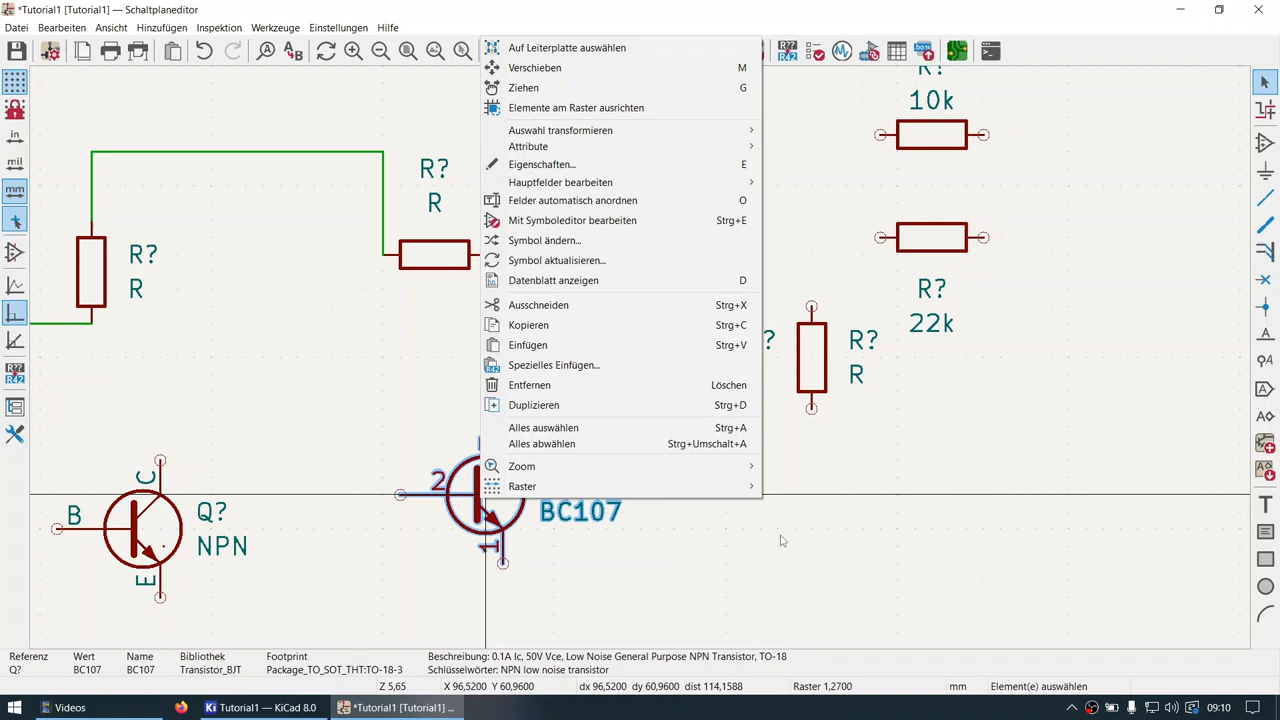 *Tutorial1 [Tutorial1] — Schaltplaneditor
Datei Bearbeiten Ansicht Hinzufügen Inspektion Werkzeuge Einstellungen Hilfe
Auf Leiterplatte auswählen
Verschieben M
Ziehen G
Elemente am Raster ausrichten
Auswahl transformieren
Attribute
Eigenschaften... E
Hauptfelder bearbeiten
Felder automatisch anordnen O
Mit Symboleditor bearbeiten Strg+E
Symbol ändern...
Symbol aktualisieren...
Datenblatt anzeigen D
Ausschneiden Strg+X
Kopieren Strg+C
Einfügen Strg+V
Spezielles Einfügen...
Entfernen Löschen
Duplizieren Strg+D
Alles auswählen Strg+A
Alles abwählen Strg+Umschalt+A
Zoom
Raster
in
mil
mm
R??
R42
R?
10k
R?
R
R?
R
R?
22k
?
R?
R
B
C
E
Q?
NPN
2
1
BC107
Referenz Wert Name Bibliothek Footprint Beschreibung: 0.1A Ic, 50V Vce, Low Noise General Purpose NPN Transistor, TO-18
Q? BC107 BC107 Transistor_BJT Package_TO_SOT_THT:TO-18-3 Schlüsselwörter: NPN low noise transistor
Z 5,65 X 96,5200 Y 60,9600 dx 96,5200 dy 60,9600 dist 114,1588 Raster 1,2700 mm Element(e) auswählen
Videos Tutorial1 — KiCad 8.0 *Tutorial1 [Tutorial1] ... 09:10